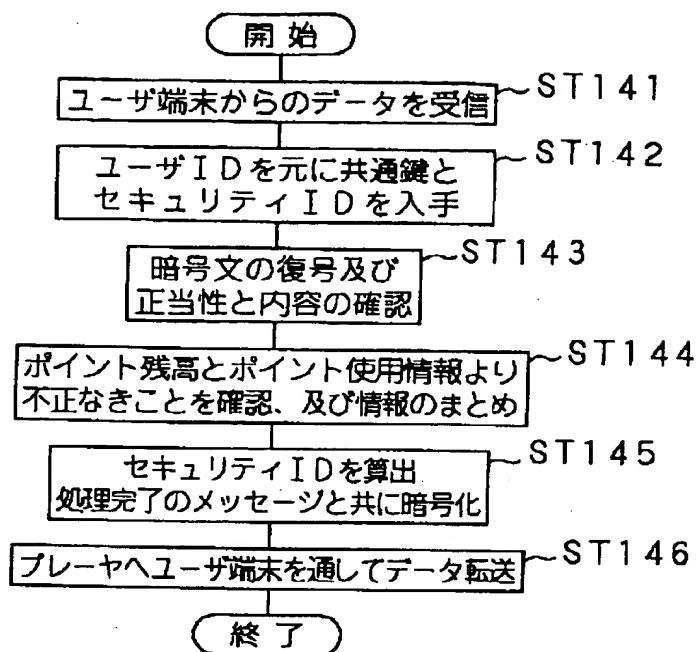 開始
ユーザ端末からのデータを受信
ST141
ユーザIDを元に共通鍵と
セキュリティIDを入手
ST142
暗号文の復号及び
正当性と内容の確認
ST143
ポイント残高とポイント使用情報より
不正なきことを確認、及び情報のまとめ
ST144
セキュリティIDを算出
処理完了のメッセージと共に暗号化
ST145
プレーヤへユーザ端末を通してデータ転送
ST146
終了